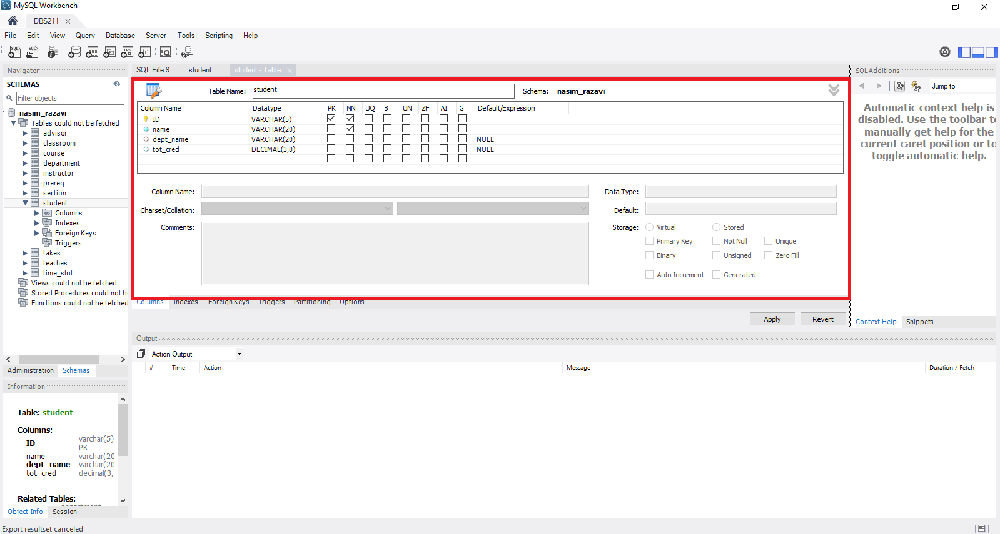 MySQL Workbench
DBS211
File Edit View Query Database Server Tools Scripting Help
Navigator
SCHEMAS
Filter objects
nasim_razavi
Tables could not be fetched
advisor
classroom
course
department
instructor
prereq
section
student
Columns
Indexes
Foreign Keys
Triggers
takes
teaches
time_slot
Views could not be fetched
Stored Procedures could not be
Functions could not be fetched
Administration Schemas
Information
Table: student
Columns:
ID varchar(5)
PK
name varchar(20
dept_name varchar(20
tot_cred decimal(3,
Related Tables:
department
Object Info Session
Export resultset canceled
SQL File 9 student student - Table
Table Name: student Schema: nasim_razavi
Column Name Datatype PK NN UQ B UN ZF AI G Default/Expression
ID VARCHAR(5)
name VARCHAR(20)
dept_name VARCHAR(20) NULL
tot_cred DECIMAL(3,0) NULL
Column Name: Data Type:
Charset/Collation: Default:
Comments: Storage: Virtual Stored
Primary Key Not Null Unique
Binary Unsigned Zero Fill
Auto Increment Generated
Columns Indexes Foreign Keys Triggers Partitioning Options
Apply Revert
Output
Action Output
# Time Action Message Duration / Fetch
SQLAdditions
Jump to
Automatic context help is
disabled. Use the toolbar to
manually get help for the
current caret position or to
toggle automatic help.
Context Help Snippets